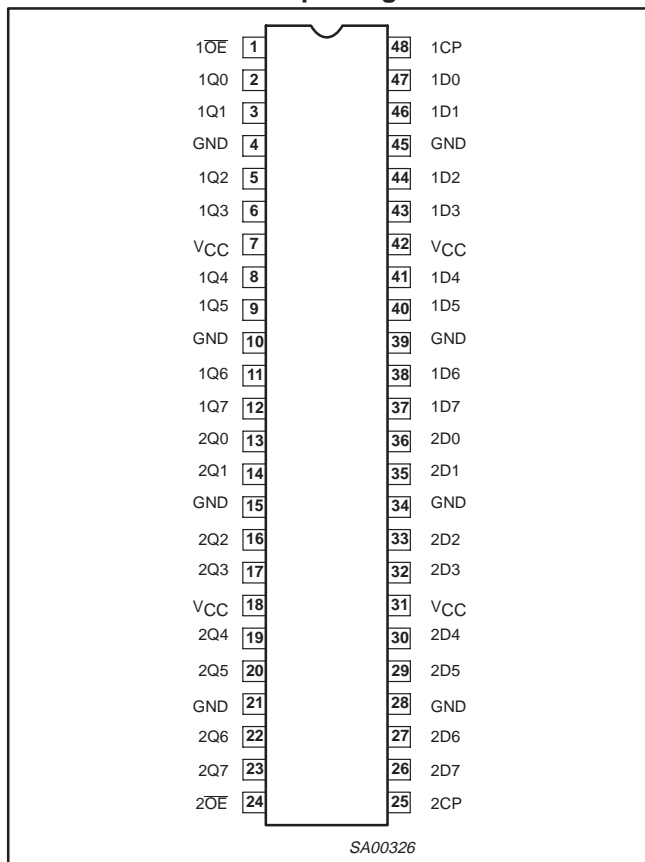 1O̅E̅ 1 48 1CP
1Q0 2 47 1D0
1Q1 3 46 1D1
GND 4 45 GND
1Q2 5 44 1D2
1Q3 6 43 1D3
VCC 7 42 VCC
1Q4 8 41 1D4
1Q5 9 40 1D5
GND 10 39 GND
1Q6 11 38 1D6
1Q7 12 37 1D7
2Q0 13 36 2D0
2Q1 14 35 2D1
GND 15 34 GND
2Q2 16 33 2D2
2Q3 17 32 2D3
VCC 18 31 VCC
2Q4 19 30 2D4
2Q5 20 29 2D5
GND 21 28 GND
2Q6 22 27 2D6
2Q7 23 26 2D7
2O̅E̅ 24 25 2CP
SA00326